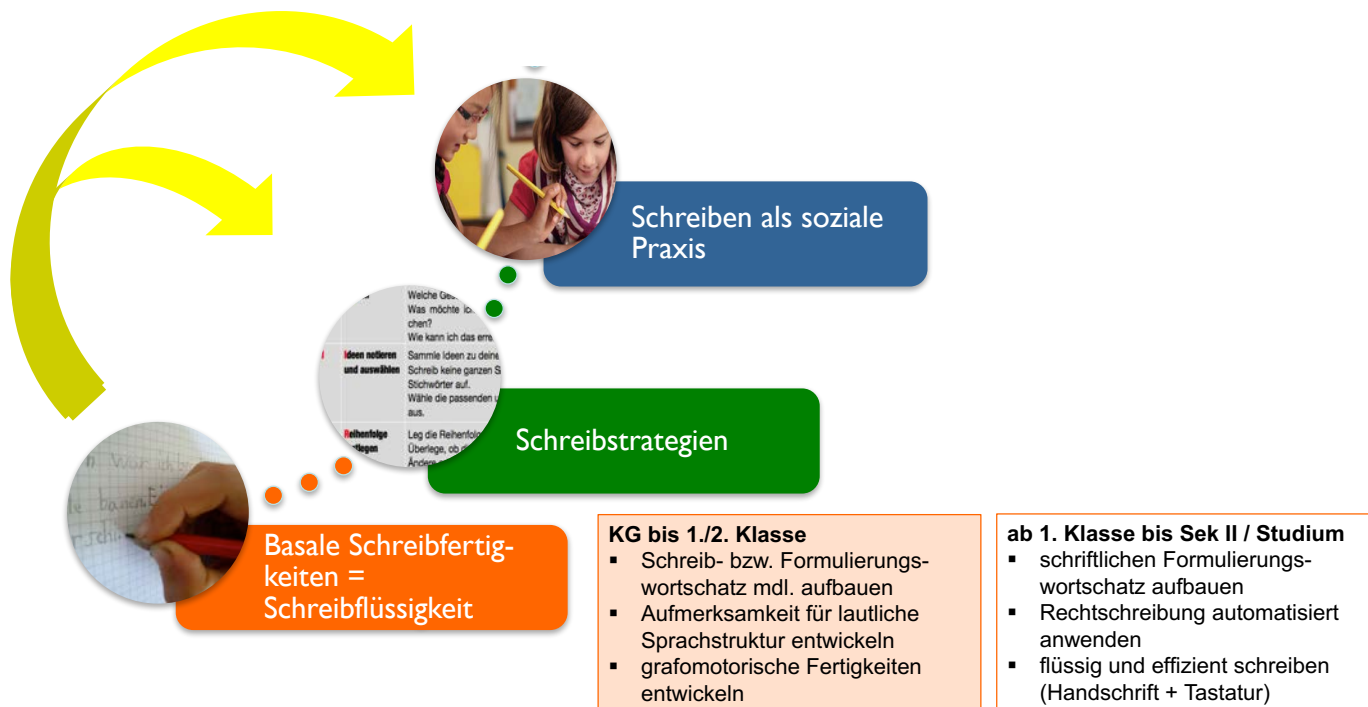 Schreiben als soziale
Praxis
Was möchte
chen?
Wie kann ich das
Ideen notieren
und auswählen
Sammle Ideen zu deine
Schreib keine ganzen
Stichwörter auf.
Wähle die passenden
aus.
Reihenfolge
Leg die
Überlege, ob
Schreibstrategien
Basale Schreibfertig-
keiten =
Schreibflüssigkeit
KG bis 1./2. Klasse
▪ Schreib- bzw. Formulierungs-
wortschatz mdl. aufbauen
▪ Aufmerksamkeit für lautliche
Sprachstruktur entwickeln
▪ grafomotorische Fertigkeiten
entwickeln
ab 1. Klasse bis Sek II / Studium
▪ schriftlichen Formulierungs-
wortschatz aufbauen
▪ Rechtschreibung automatisiert
anwenden
▪ flüssig und effizient schreiben
(Handschrift + Tastatur)